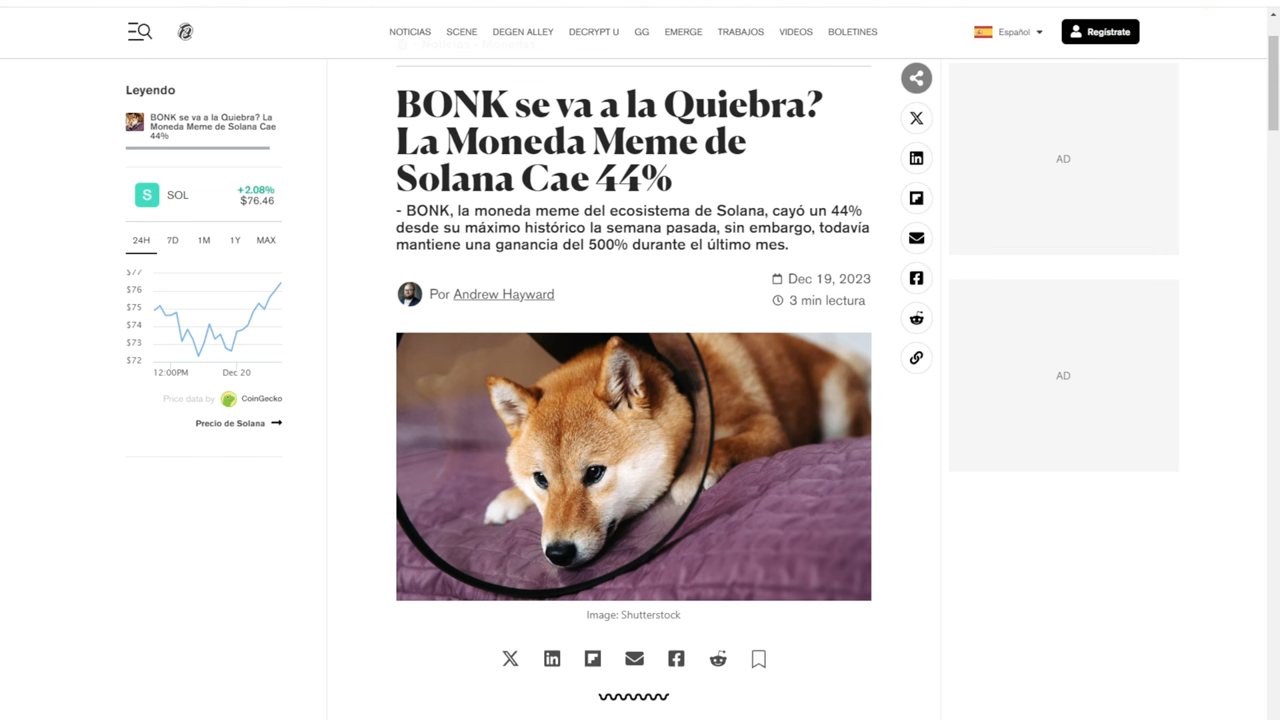 NOTICIAS SCENE DEGEN ALLEY DECRYPT U GG EMERGE TRABAJOS VIDEOS BOLETINES
Español
Regístrate
Leyendo
BONK se va a la Quiebra? La
Moneda Meme de Solana Cae
44%
S SOL +2.08%
$76.46
24H 7D 1M 1Y MAX
$77
$76
$75
$74
$73
$72
12:00PM Dec 20
Price data by CoinGecko
Precio de Solana
BONK se va a la Quiebra?
La Moneda Meme de
Solana Cae 44%
- BONK, la moneda meme del ecosistema de Solana, cayó un 44%
desde su máximo histórico la semana pasada, sin embargo, todavía
mantiene una ganancia del 500% durante el último mes.
Por Andrew Hayward
Dec 19, 2023
3 min lectura
Image: Shutterstock
AD
AD